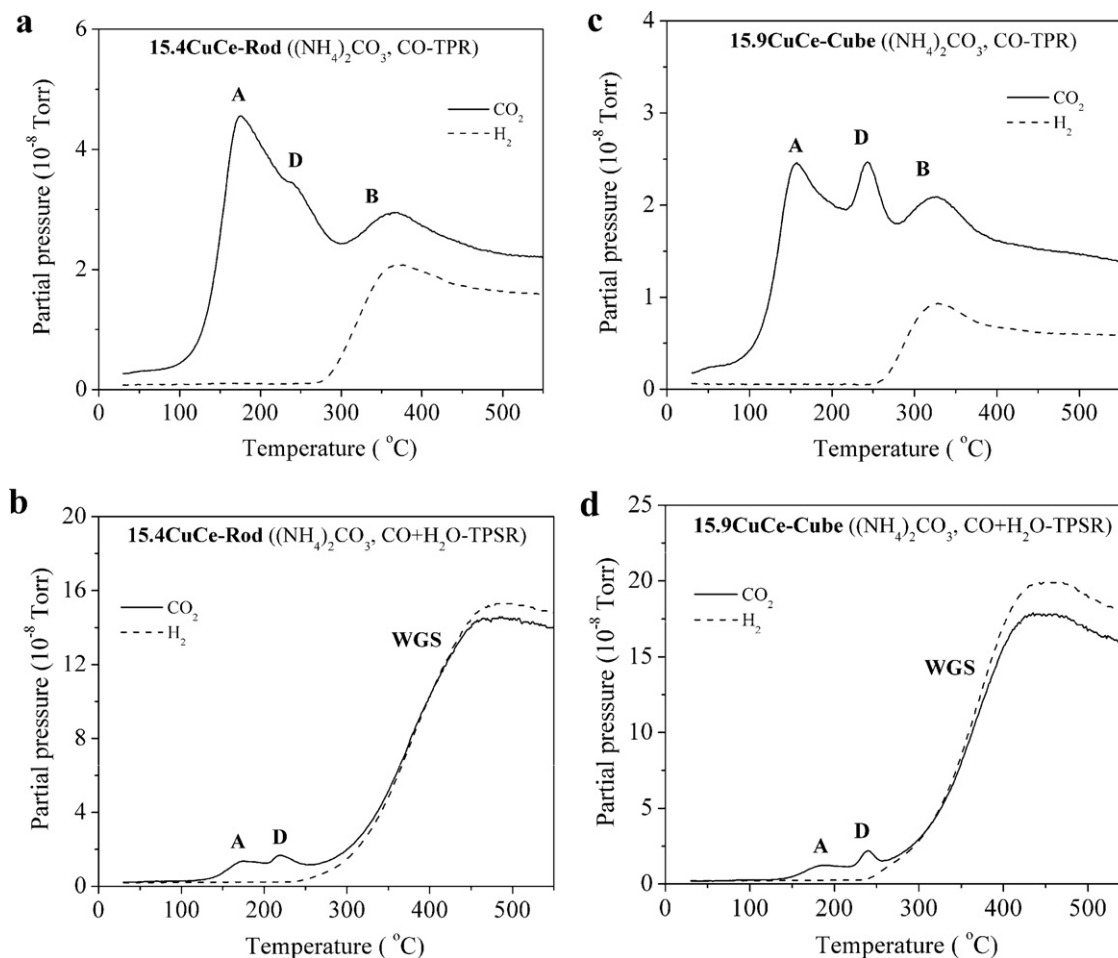 a
15.4CuCe-Rod ((NH4)2CO3, CO-TPR)
6
4
2
0
Partial pressure (10-8 Torr)
A
D
B
CO2
H2
0 100 200 300 400 500
Temperature ( oC)
c
15.9CuCe-Cube ((NH4)2CO3, CO-TPR)
4
3
2
1
0
Partial pressure (10-8 Torr)
A
D
B
CO2
H2
0 100 200 300 400 500
Temperature ( oC)
b
15.4CuCe-Rod ((NH4)2CO3, CO+H2O-TPSR)
20
16
12
8
4
0
Partial pressure (10-8 Torr)
CO2
H2
WGS
A
D
0 100 200 300 400 500
Temperature ( oC)
d
15.9CuCe-Cube ((NH4)2CO3, CO+H2O-TPSR)
25
20
15
10
5
0
Partial pressure (10-8 Torr)
CO2
H2
WGS
A
D
0 100 200 300 400 500
Temperature ( oC)